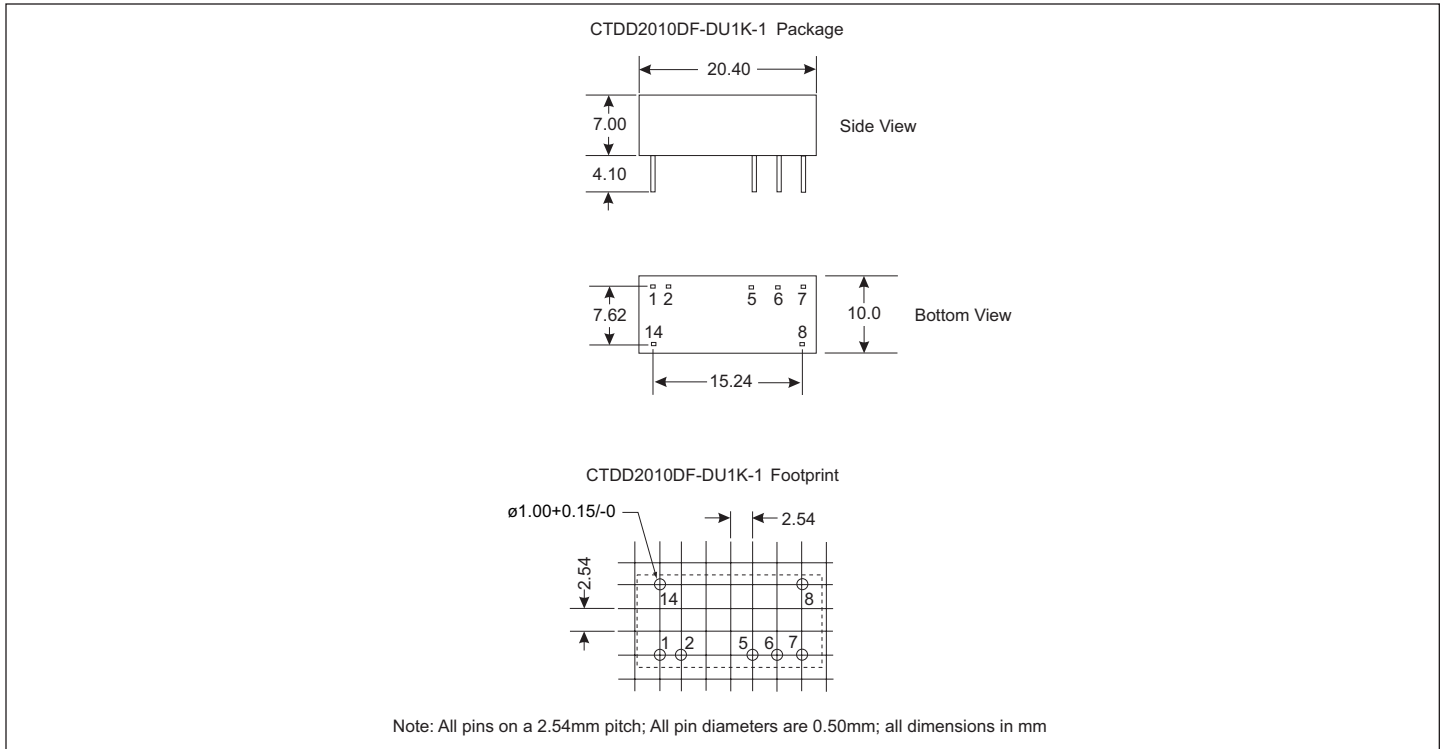 CTDD2010DF-DU1K-1 Package
20.40
7.00
Side View
4.10
1 2 5 6 7
7.62
10.0
Bottom View
14 8
15.24
CTDD2010DF-DU1K-1 Footprint
ø1.00+0.15/-0
2.54
2.54
14 8
1 2 5 6 7
Note: All pins on a 2.54mm pitch; All pin diameters are 0.50mm; all dimensions in mm